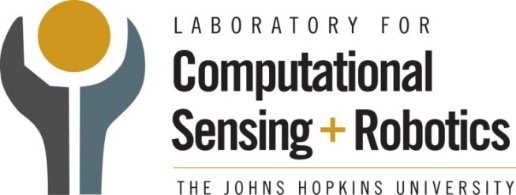 LABORATORY FOR
Computational
Sensing + Robotics
THE JOHNS HOPKINS UNIVERSITY